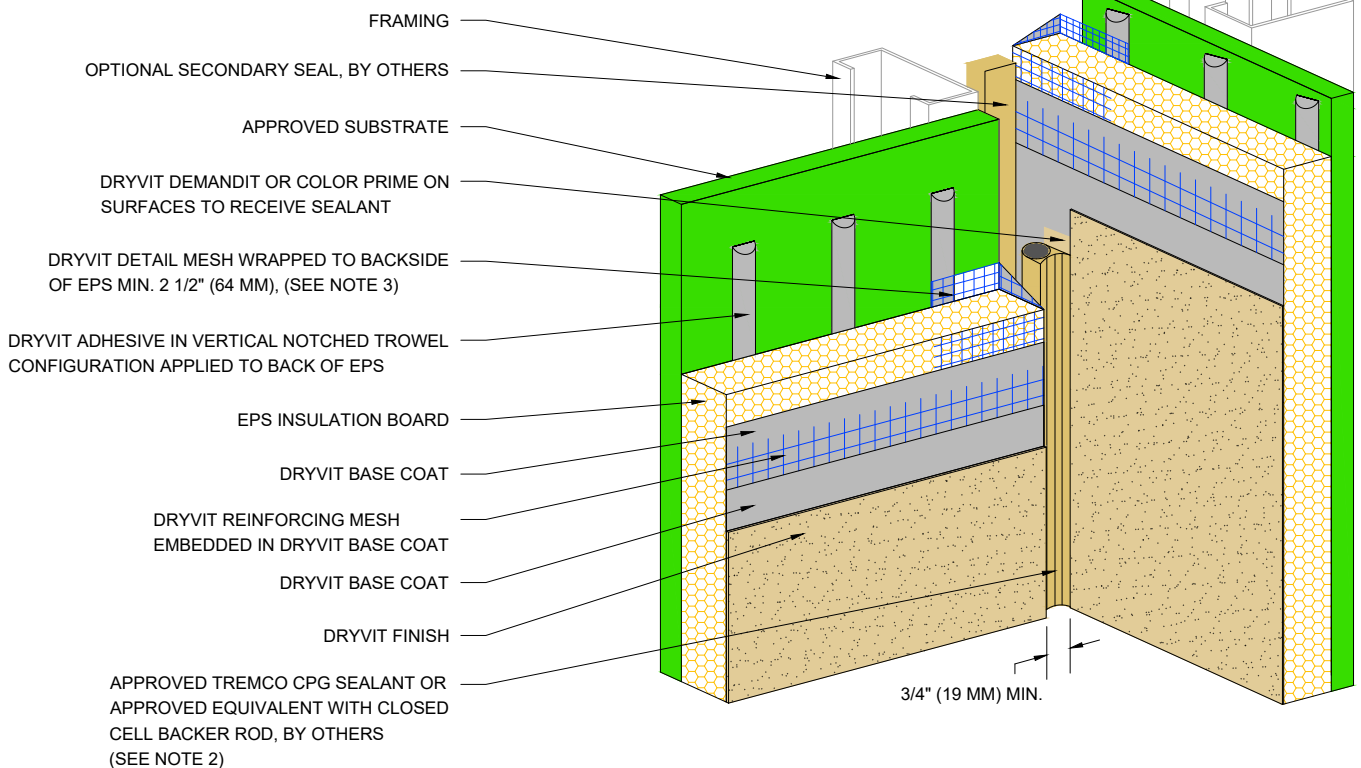 FRAMING
OPTIONAL SECONDARY SEAL, BY OTHERS
APPROVED SUBSTRATE
DRYVIT DEMANDIT OR COLOR PRIME ON
SURFACES TO RECEIVE SEALANT
DRYVIT DETAIL MESH WRAPPED TO BACKSIDE
OF EPS MIN. 2 1/2" (64 MM), (SEE NOTE 3)
DRYVIT ADHESIVE IN VERTICAL NOTCHED TROWEL
CONFIGURATION APPLIED TO BACK OF EPS
EPS INSULATION BOARD
DRYVIT BASE COAT
DRYVIT REINFORCING MESH
EMBEDDED IN DRYVIT BASE COAT
DRYVIT BASE COAT
DRYVIT FINISH
APPROVED TREMCO CPG SEALANT OR
APPROVED EQUIVALENT WITH CLOSED
CELL BACKER ROD, BY OTHERS
(SEE NOTE 2)
3/4" (19 MM) MIN.